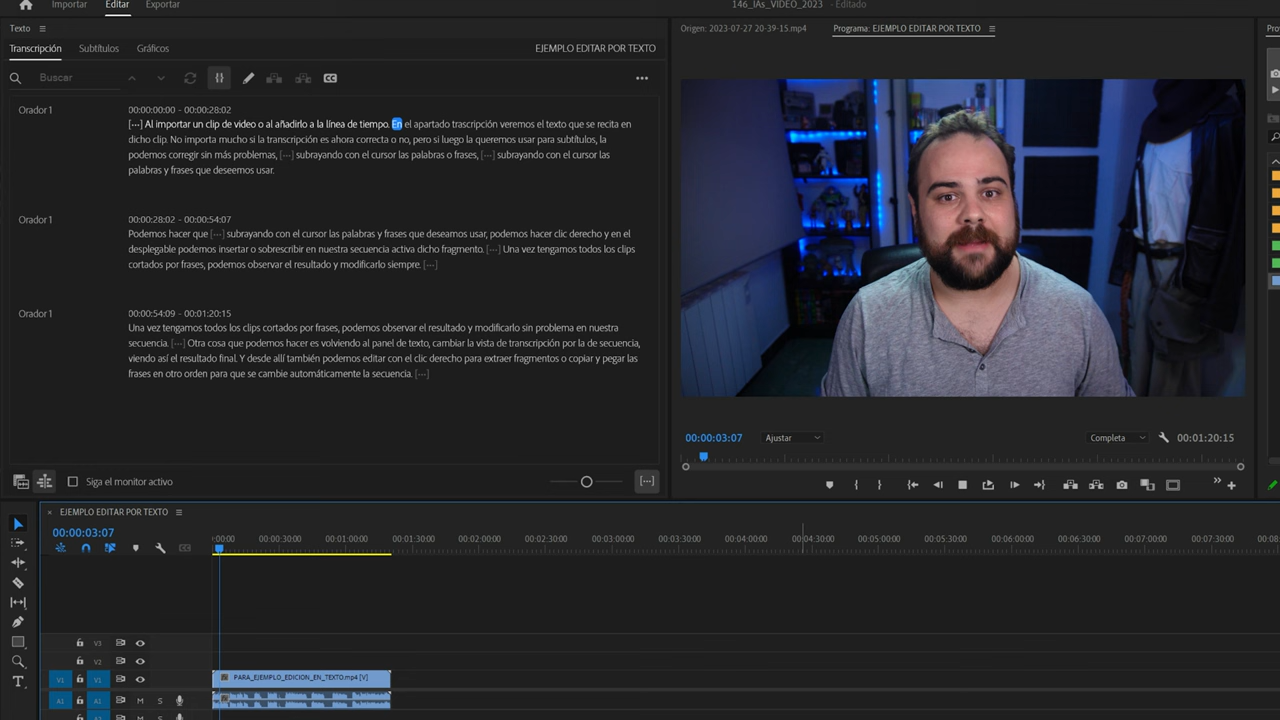 Importar Editar Exportar
146_IAs_VIDEO_2023 - Editado
Texto
Transcripción Subtítulos Gráficos EJEMPLO EDITAR POR TEXTO
Buscar
Orador 1
00:00:00:00 - 00:00:28:02
[...] Al importar un clip de video o al añadirlo a la línea de tiempo. En el apartado trascripción veremos el texto que se recita en
dicho clip. No importa mucho si la transcripción es ahora correcta o no, pero si luego la queremos usar para subtítulos, la
podemos corregir sin más problemas, [...] subrayando con el cursor las palabras o frases, [...] subrayando con el cursor las
palabras y frases que deseemos usar.
Orador 1
00:00:28:02 - 00:00:54:07
Podemos hacer que [...] subrayando con el cursor las palabras y frases que deseamos usar, podemos hacer clic derecho y en el
desplegable podemos insertar o sobrescribir en nuestra secuencia activa dicho fragmento. [...] Una vez tengamos todos los clips
cortados por frases, podemos observar el resultado y modificarlo siempre. [...]
Orador 1
00:00:54:09 - 00:01:20:15
Una vez tengamos todos los clips cortados por frases, podemos observar el resultado y modificarlo sin problema en nuestra
secuencia. [...] Otra cosa que podemos hacer es volviendo al panel de texto, cambiar la vista de transcripción por la de secuencia,
viendo así el resultado final. Y desde allí también podemos editar con el clic derecho para extraer fragmentos o copiar y pegar las
frases en otro orden para que se cambie automáticamente la secuencia. [...]
Siga el monitor activo
[...]
Origen: 2023-07-27 20-39-15.mp4 Programa: EJEMPLO EDITAR POR TEXTO
00:00:03:07 Ajustar Completa 00:01:20:15
EJEMPLO EDITAR POR TEXTO
00:00:03:07
:00:00 00:00:30:00 00:01:00:00 00:01:30:00 00:02:00:00 00:02:30:00 00:03:00:00 00:03:30:00 00:04:00:00 00:04:30:00 00:05:00:00 00:05:30:00 00:06:00:00 00:06:30:00 00:07:00:00 00:07:30:00
V3
V2
V1 V1 PARA_EJEMPLO_EDICION_EN_TEXTO.mp4 [V]
A1 A1 M S